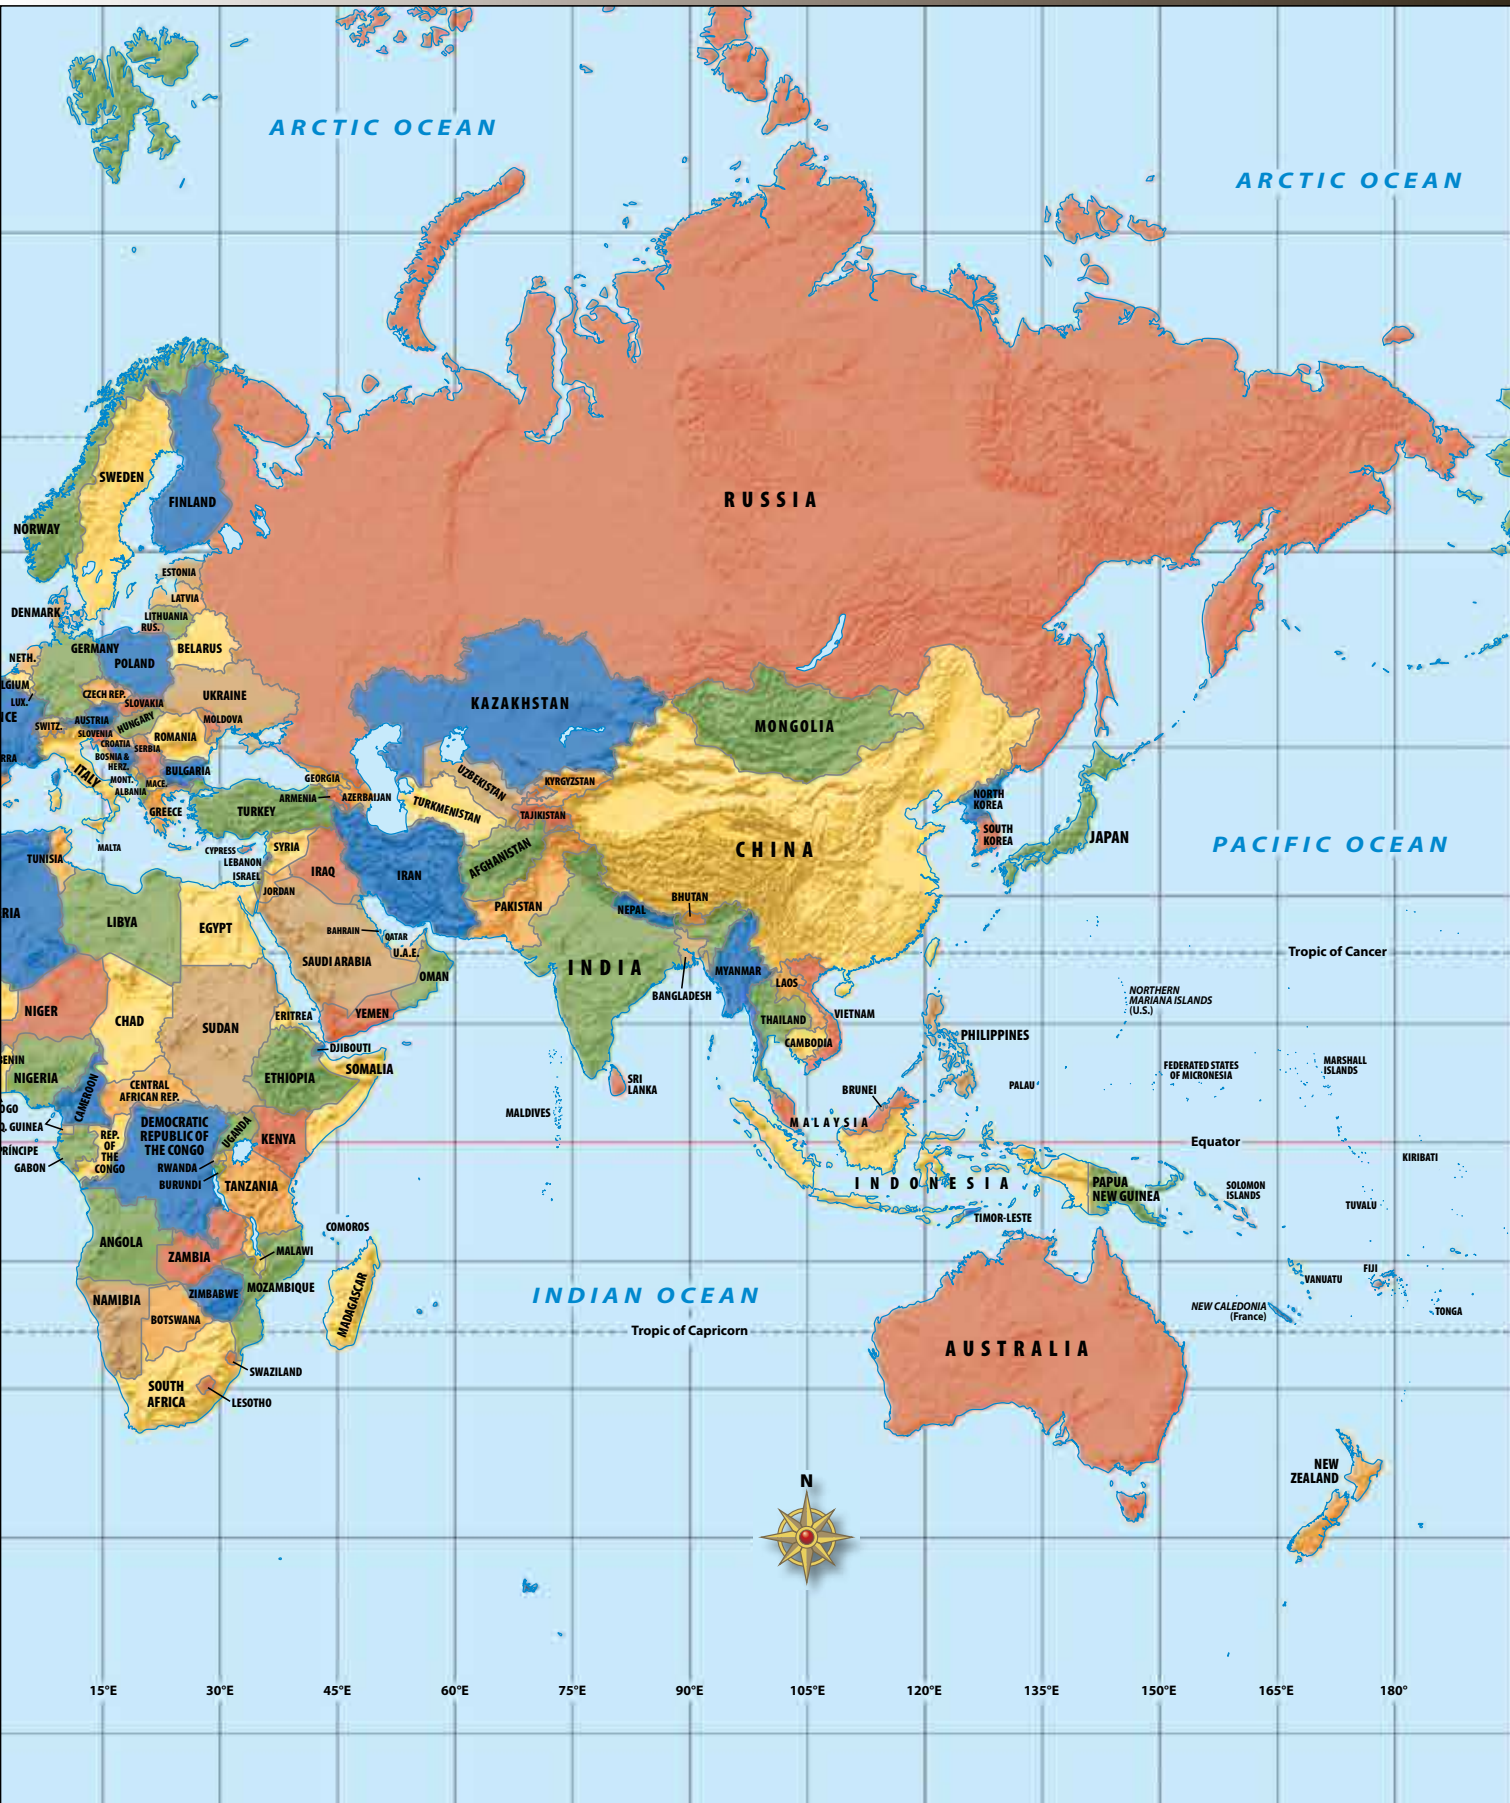 ARCTIC OCEAN
ARCTIC OCEAN
RUSSIA
SWEDEN
FINLAND
NORWAY
ESTONIA
LATVIA
DENMARK
LITHUANIA
RUS.
BELARUS
GERMANY
NETH.
POLAND
LGIUM
LUX.
CZECH REP.
SLOVAKIA
UKRAINE
ICE
SWITZ.
AUSTRIA
HUNGARY
MOLDOVA
SLOVENIA
ROMANIA
CROATIA
SERBIA
BOSNIA &
HERZ.
RRA
ITALY
MONT.
BULGARIA
MACE.
ALBANIA
GREECE
KAZAKHSTAN
MONGOLIA
GEORGIA
ARMENIA
AZERBAIJAN
UZBEKISTAN
KYRGYZSTAN
TURKMENISTAN
TAJIKISTAN
TURKEY
NORTH
KOREA
SOUTH
KOREA
JAPAN
PACIFIC OCEAN
CHINA
MALTA
TUNISIA
CYPRESS
SYRIA
LEBANON
ISRAEL
IRAQ
JORDAN
IRAN
AFGHANISTAN
PAKISTAN
NEPAL
BHUTAN
RIA
LIBYA
EGYPT
BAHRAIN
QATAR
U.A.E.
SAUDI ARABIA
OMAN
INDIA
MYANMAR
BANGLADESH
LAOS
Tropic of Cancer
NORTHERN
MARIANA ISLANDS
(U.S.)
NIGER
CHAD
SUDAN
ERITREA
YEMEN
THAILAND
VIETNAM
CAMBODIA
PHILIPPINES
DJIBOUTI
SOMALIA
ENIN
NIGERIA
ETHIOPIA
CENTRAL
AFRICAN REP.
CAMEROON
SRI
LANKA
MALDIVES
BRUNEI
MALAYSIA
PALAU
FEDERATED STATES
OF MICRONESIA
MARSHALL
ISLANDS
OGO
Q. GUINEA
DEMOCRATIC
REPUBLIC OF
THE CONGO
UGANDA
KENYA
REP.
OF
THE
CONGO
PRÍNCIPE
GABON
RWANDA
BURUNDI
TANZANIA
Equator
KIRIBATI
INDONESIA
PAPUA
NEW GUINEA
SOLOMON
ISLANDS
TUVALU
TIMOR-LESTE
COMOROS
ANGOLA
ZAMBIA
MALAWI
MOZAMBIQUE
ZIMBABWE
NAMIBIA
BOTSWANA
MADAGASCAR
INDIAN OCEAN
Tropic of Capricorn
VANUATU
FIJI
NEW CALEDONIA
(France)
TONGA
AUSTRALIA
SWAZILAND
SOUTH
AFRICA
LESOTHO
NEW
ZEALAND
N
15°E 30°E 45°E 60°E 75°E 90°E 105°E 120°E 135°E 150°E 165°E 180°